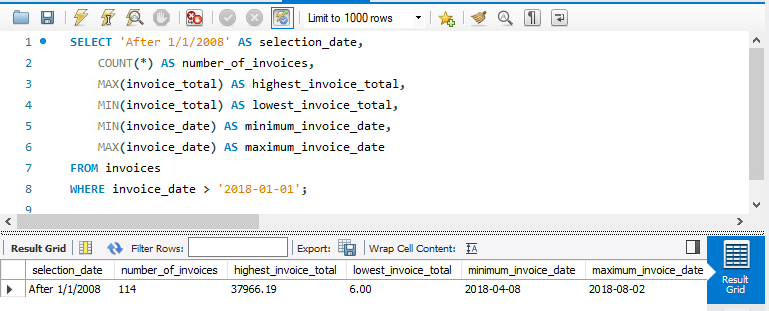 Limit to 1000 rows
1 SELECT 'After 1/1/2008' AS selection_date,
2 COUNT(*) AS number_of_invoices,
3 MAX(invoice_total) AS highest_invoice_total,
4 MIN(invoice_total) AS lowest_invoice_total,
5 MIN(invoice_date) AS minimum_invoice_date,
6 MAX(invoice_date) AS maximum_invoice_date
7 FROM invoices
8 WHERE invoice_date > '2018-01-01';
9
Result Grid Filter Rows: Export: Wrap Cell Content: IA
selection_date number_of_invoices highest_invoice_total lowest_invoice_total minimum_invoice_date maximum_invoice_date
After 1/1/2008 114 37966.19 6.00 2018-04-08 2018-08-02
Result
Grid